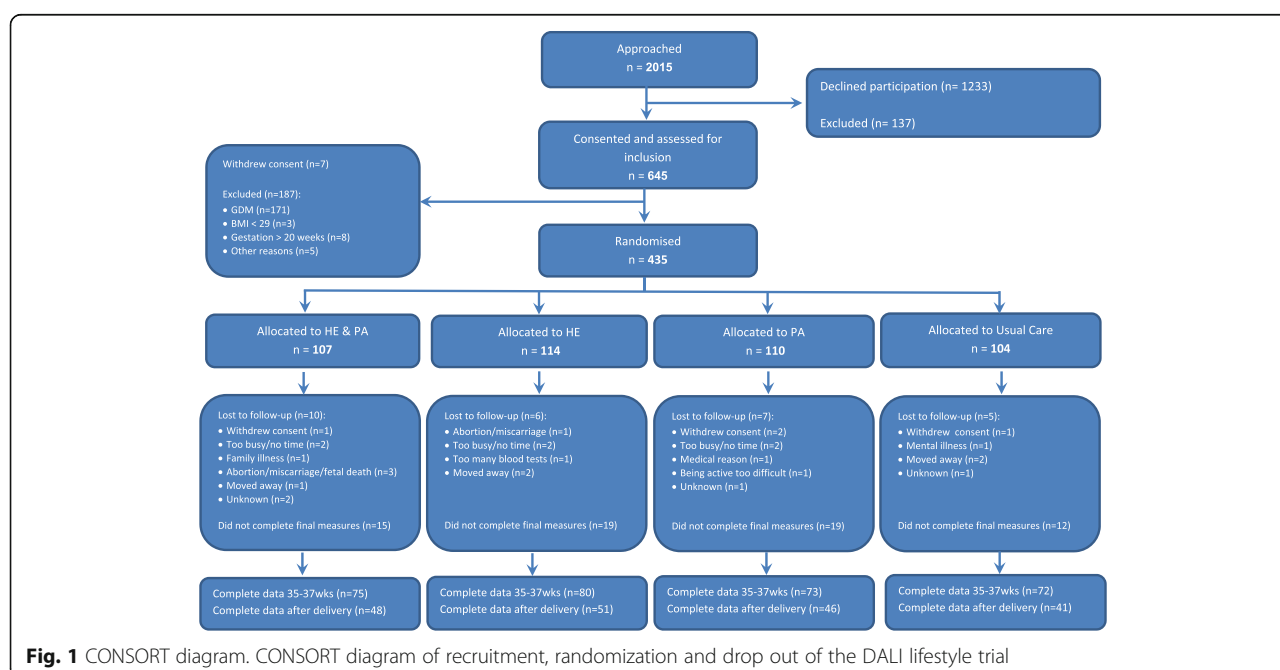 Approached
n = 2015
Declined participation (n= 1233)
Excluded (n= 137)
Consented and assessed for
inclusion
n = 645
Withdrew consent (n=7)
Excluded (n=187):
• GDM (n=171)
• BMI < 29 (n=3)
• Gestation > 20 weeks (n=8)
• Other reasons (n=5)
Randomised
n = 435
Allocated to HE & PA
n = 107
Allocated to HE
n = 114
Allocated to PA
n = 110
Allocated to Usual Care
n = 104
Lost to follow-up (n=10):
• Withdrew consent (n=1)
• Too busy/no time (n=2)
• Family illness (n=1)
• Abortion/miscarriage/fetal death (n=3)
• Moved away (n=1)
• Unknown (n=2)
Did not complete final measures (n=15)
Lost to follow-up (n=6):
• Abortion/miscarriage (n=1)
• Too busy/no time (n=2)
• Too many blood tests (n=1)
• Moved away (n=2)
Did not complete final measures (n=19)
Lost to follow-up (n=7):
• Withdrew consent (n=2)
• Too busy/no time (n=2)
• Medical reason (n=1)
• Being active too difficult (n=1)
• Unknown (n=1)
Did not complete final measures (n=19)
Lost to follow-up (n=5):
• Withdrew consent (n=1)
• Mental illness (n=1)
• Moved away (n=2)
• Unknown (n=1)
Did not complete final measures (n=12)
Complete data 35-37wks (n=75)
Complete data after delivery (n=48)
Complete data 35-37wks (n=80)
Complete data after delivery (n=51)
Complete data 35-37wks (n=73)
Complete data after delivery (n=46)
Complete data 35-37wks (n=72)
Complete data after delivery (n=41)
Fig. 1 CONSORT diagram. CONSORT diagram of recruitment, randomization and drop out of the DALI lifestyle trial